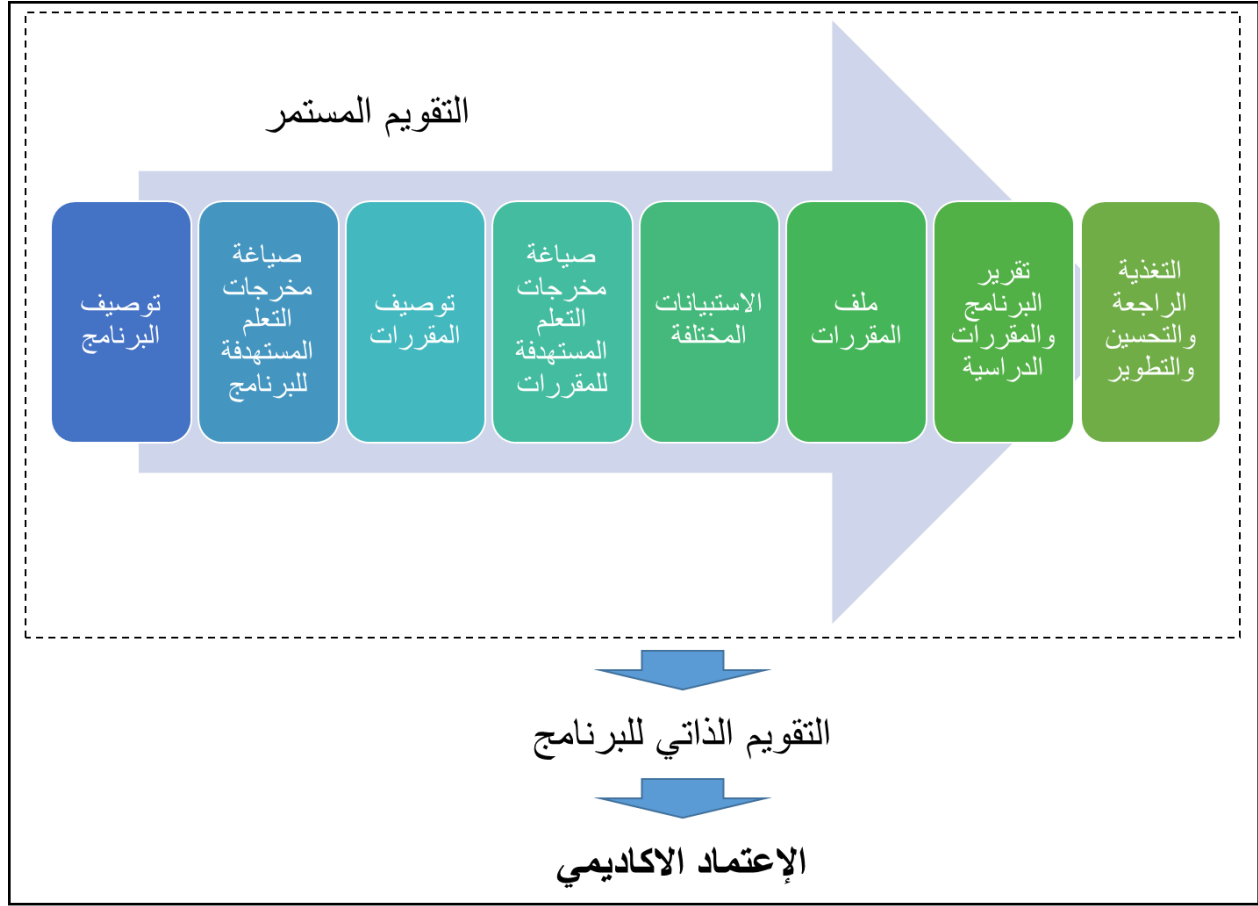 التقويم المستمر
توصيف
البرنامج
صياغة
مخرجات
التعلم
المستهدفة
للبرنامج
توصيف
المقررات
صياغة
مخرجات
التعلم
المستهدفة
للمقررات
الاستبيانات
المختلفة
ملف
المقررات
تقرير
البرنامج
والمقررات
الدراسية
التغذية
الراجعة
والتحسين
والتطوير
التقويم الذاتي للبرنامج
الإعتماد الاكاديمي